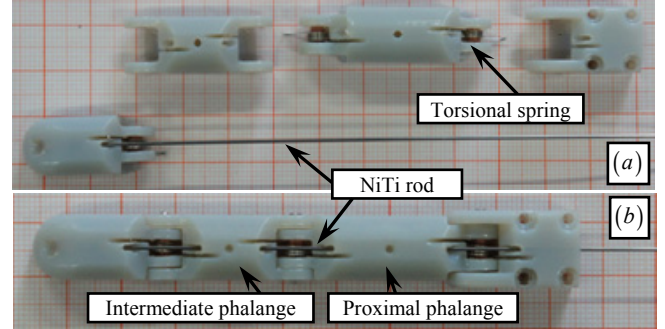 Torsional spring
(a)
NiTi rod
(b)
Intermediate phalange
Proximal phalange